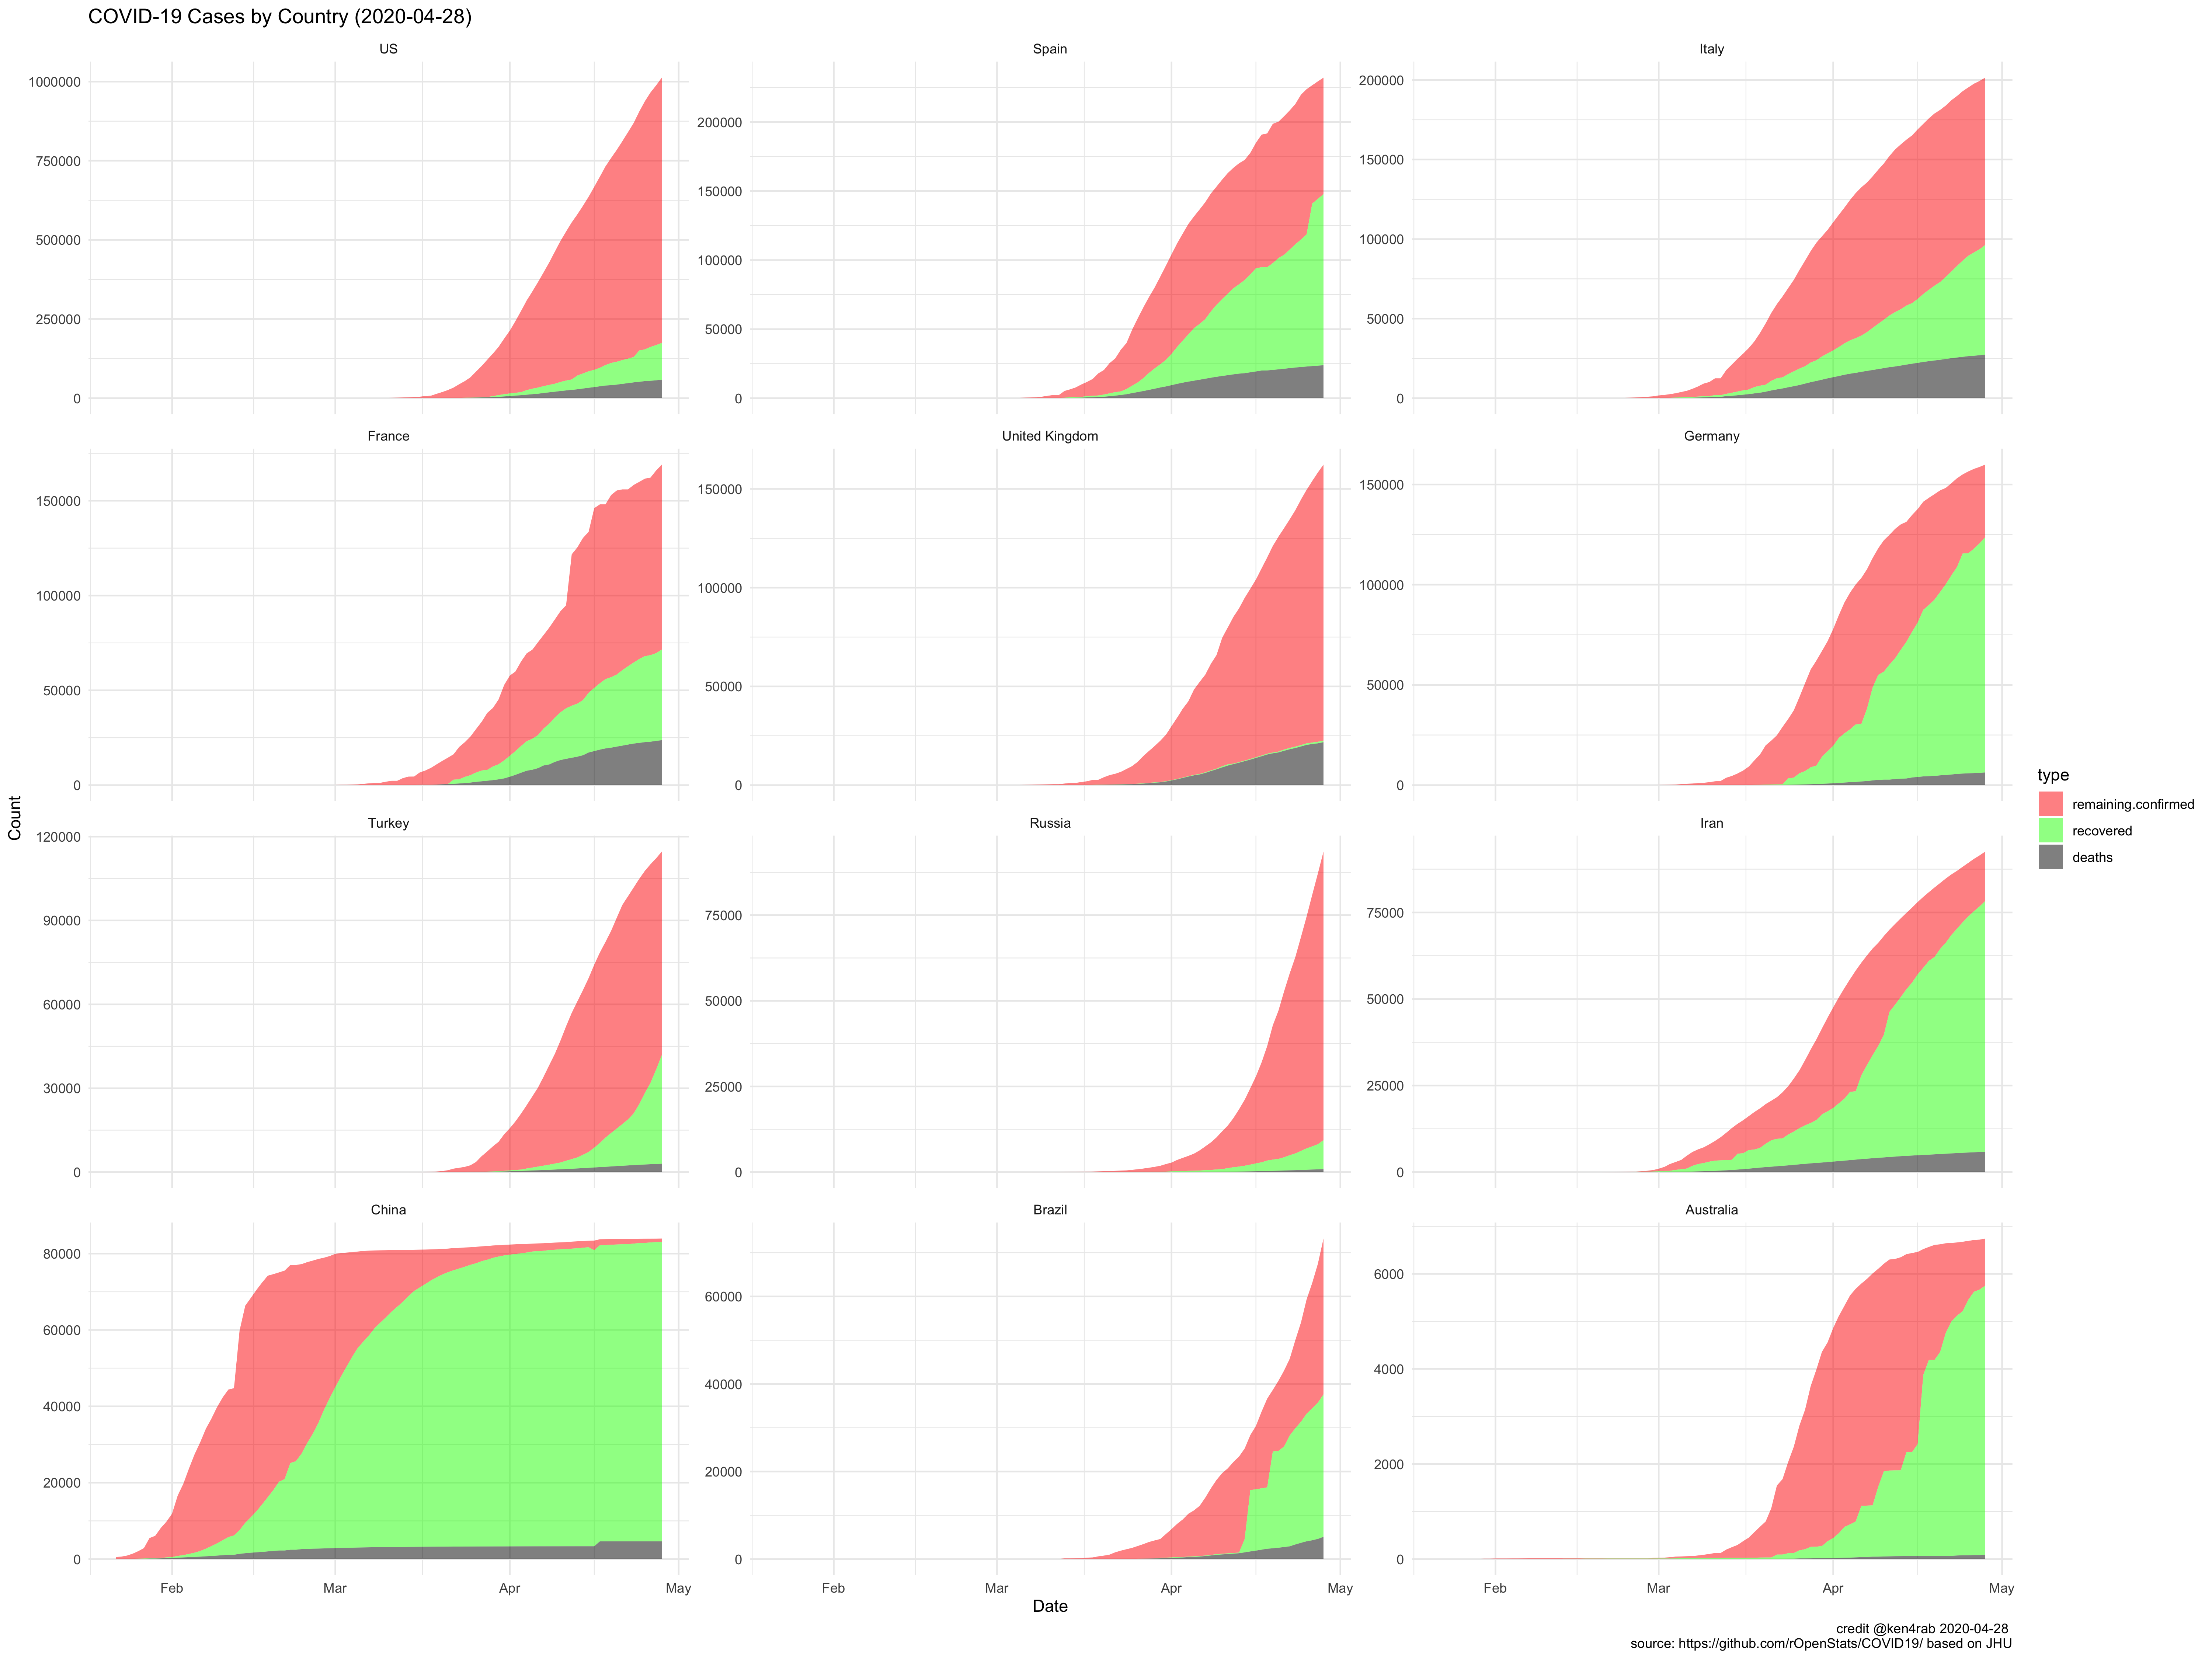 COVID-19 Cases by Country (2020-04-28)
US
Spain
Italy
1000000
750000
500000
250000
0
200000
150000
100000
50000
0
200000
150000
100000
50000
0
France
United Kingdom
Germany
150000
100000
50000
0
150000
100000
50000
0
150000
100000
50000
0
Turkey
Russia
Iran
120000
90000
60000
30000
0
75000
50000
25000
0
75000
50000
25000
0
China
Brazil
Australia
80000
60000
40000
20000
0
60000
40000
20000
0
6000
4000
2000
0
Feb Mar Apr May
Feb Mar Apr May
Feb Mar Apr May
Count
Date
type
remaining.confirmed
recovered
deaths
credit @ken4rab 2020-04-28
source: https://github.com/rOpenStats/COVID19/ based on JHU